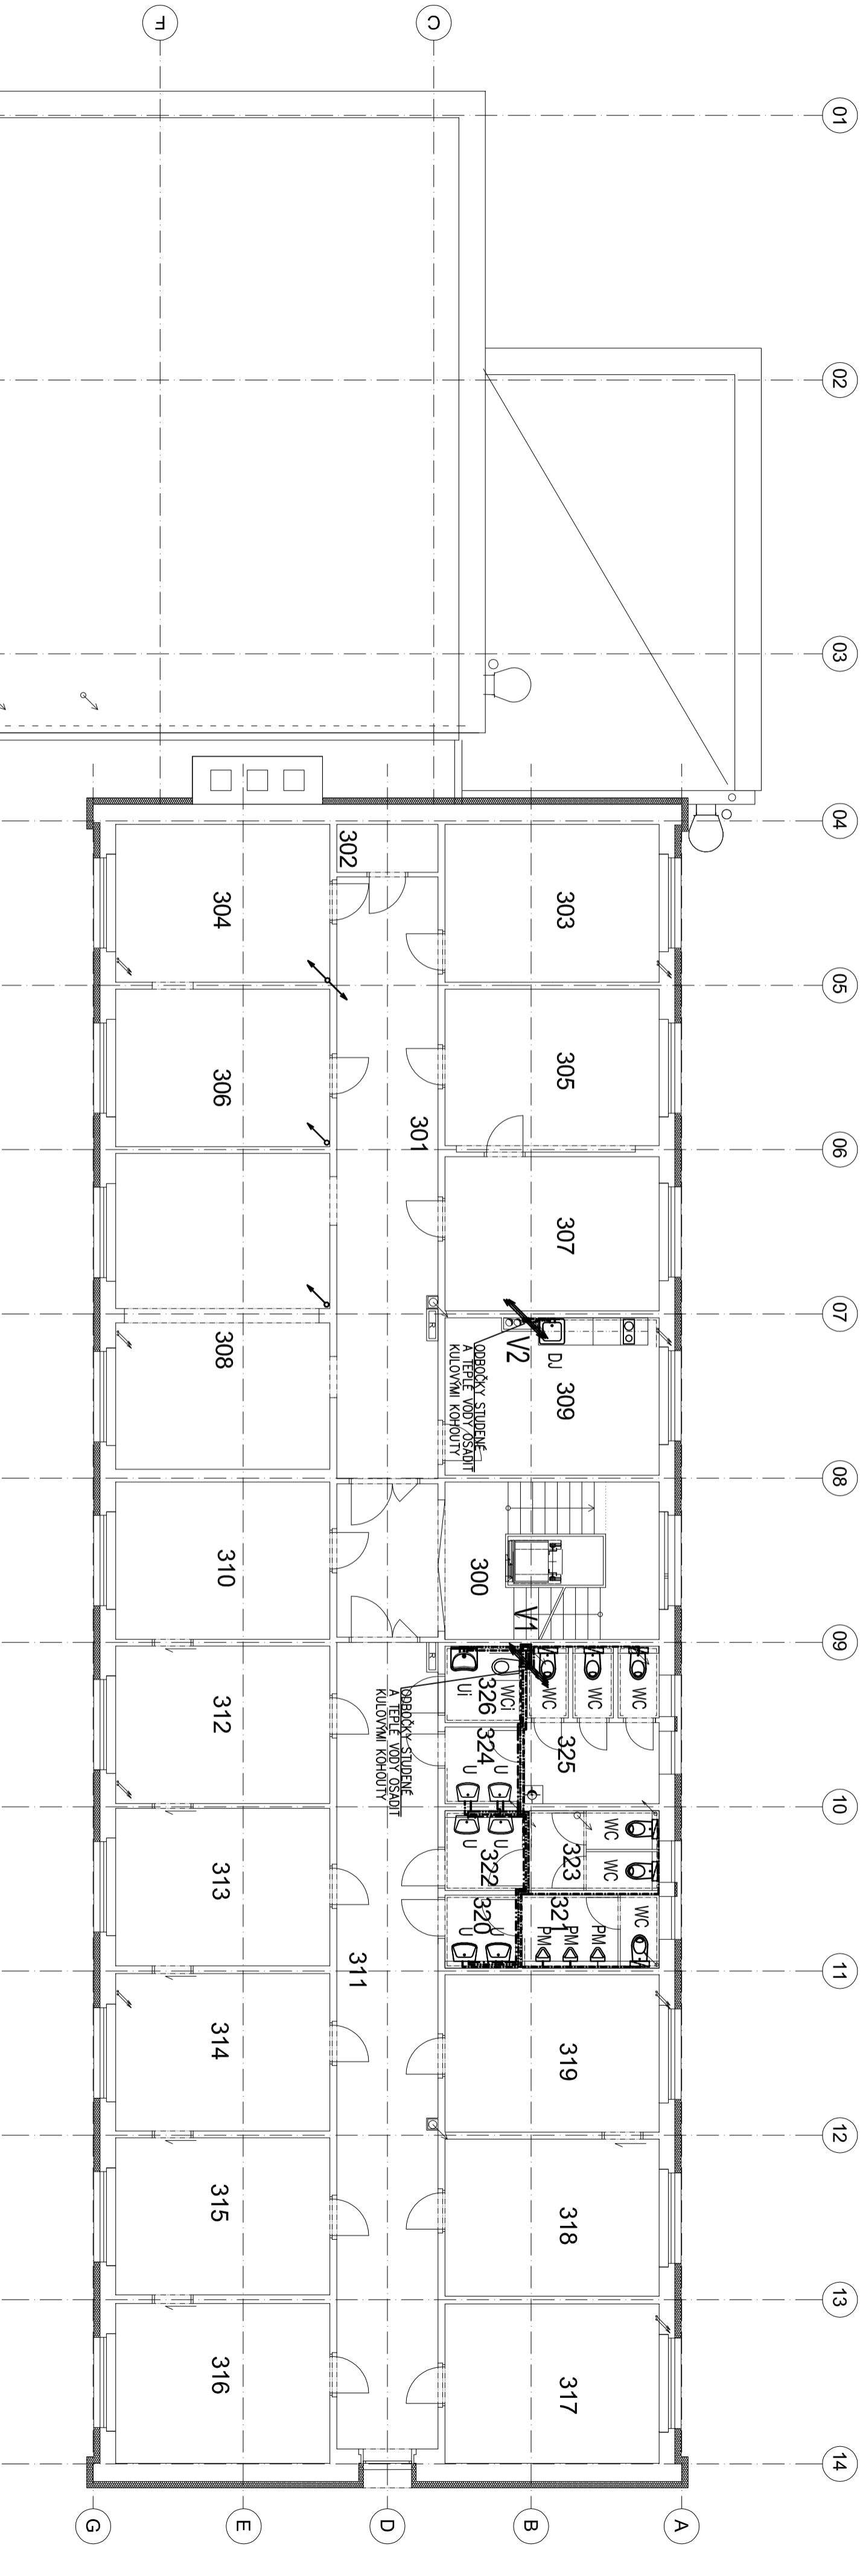 F
C
01
02
03
04
05
06
07
08
09
10
11
12
13
14
A
B
D
E
G
302
304
303
306
305
301
307
308
R
V2
DJ
309
ODBOČKY STUDENÉ
A TEPLÉ VODY OSADIT
KULOVÝMI KOHOUTY
310
300
V1
R
WC
WC
WC
WCi
Ui
326
312
325
324
U
U
ODBOČKY STUDENÉ
A TEPLÉ VODY OSADIT
KULOVÝMI KOHOUTY
U
U
322
323
WC
WC
313
320
U
U
321
PM
PM
PM
WC
311
314
319
315
318
316
317